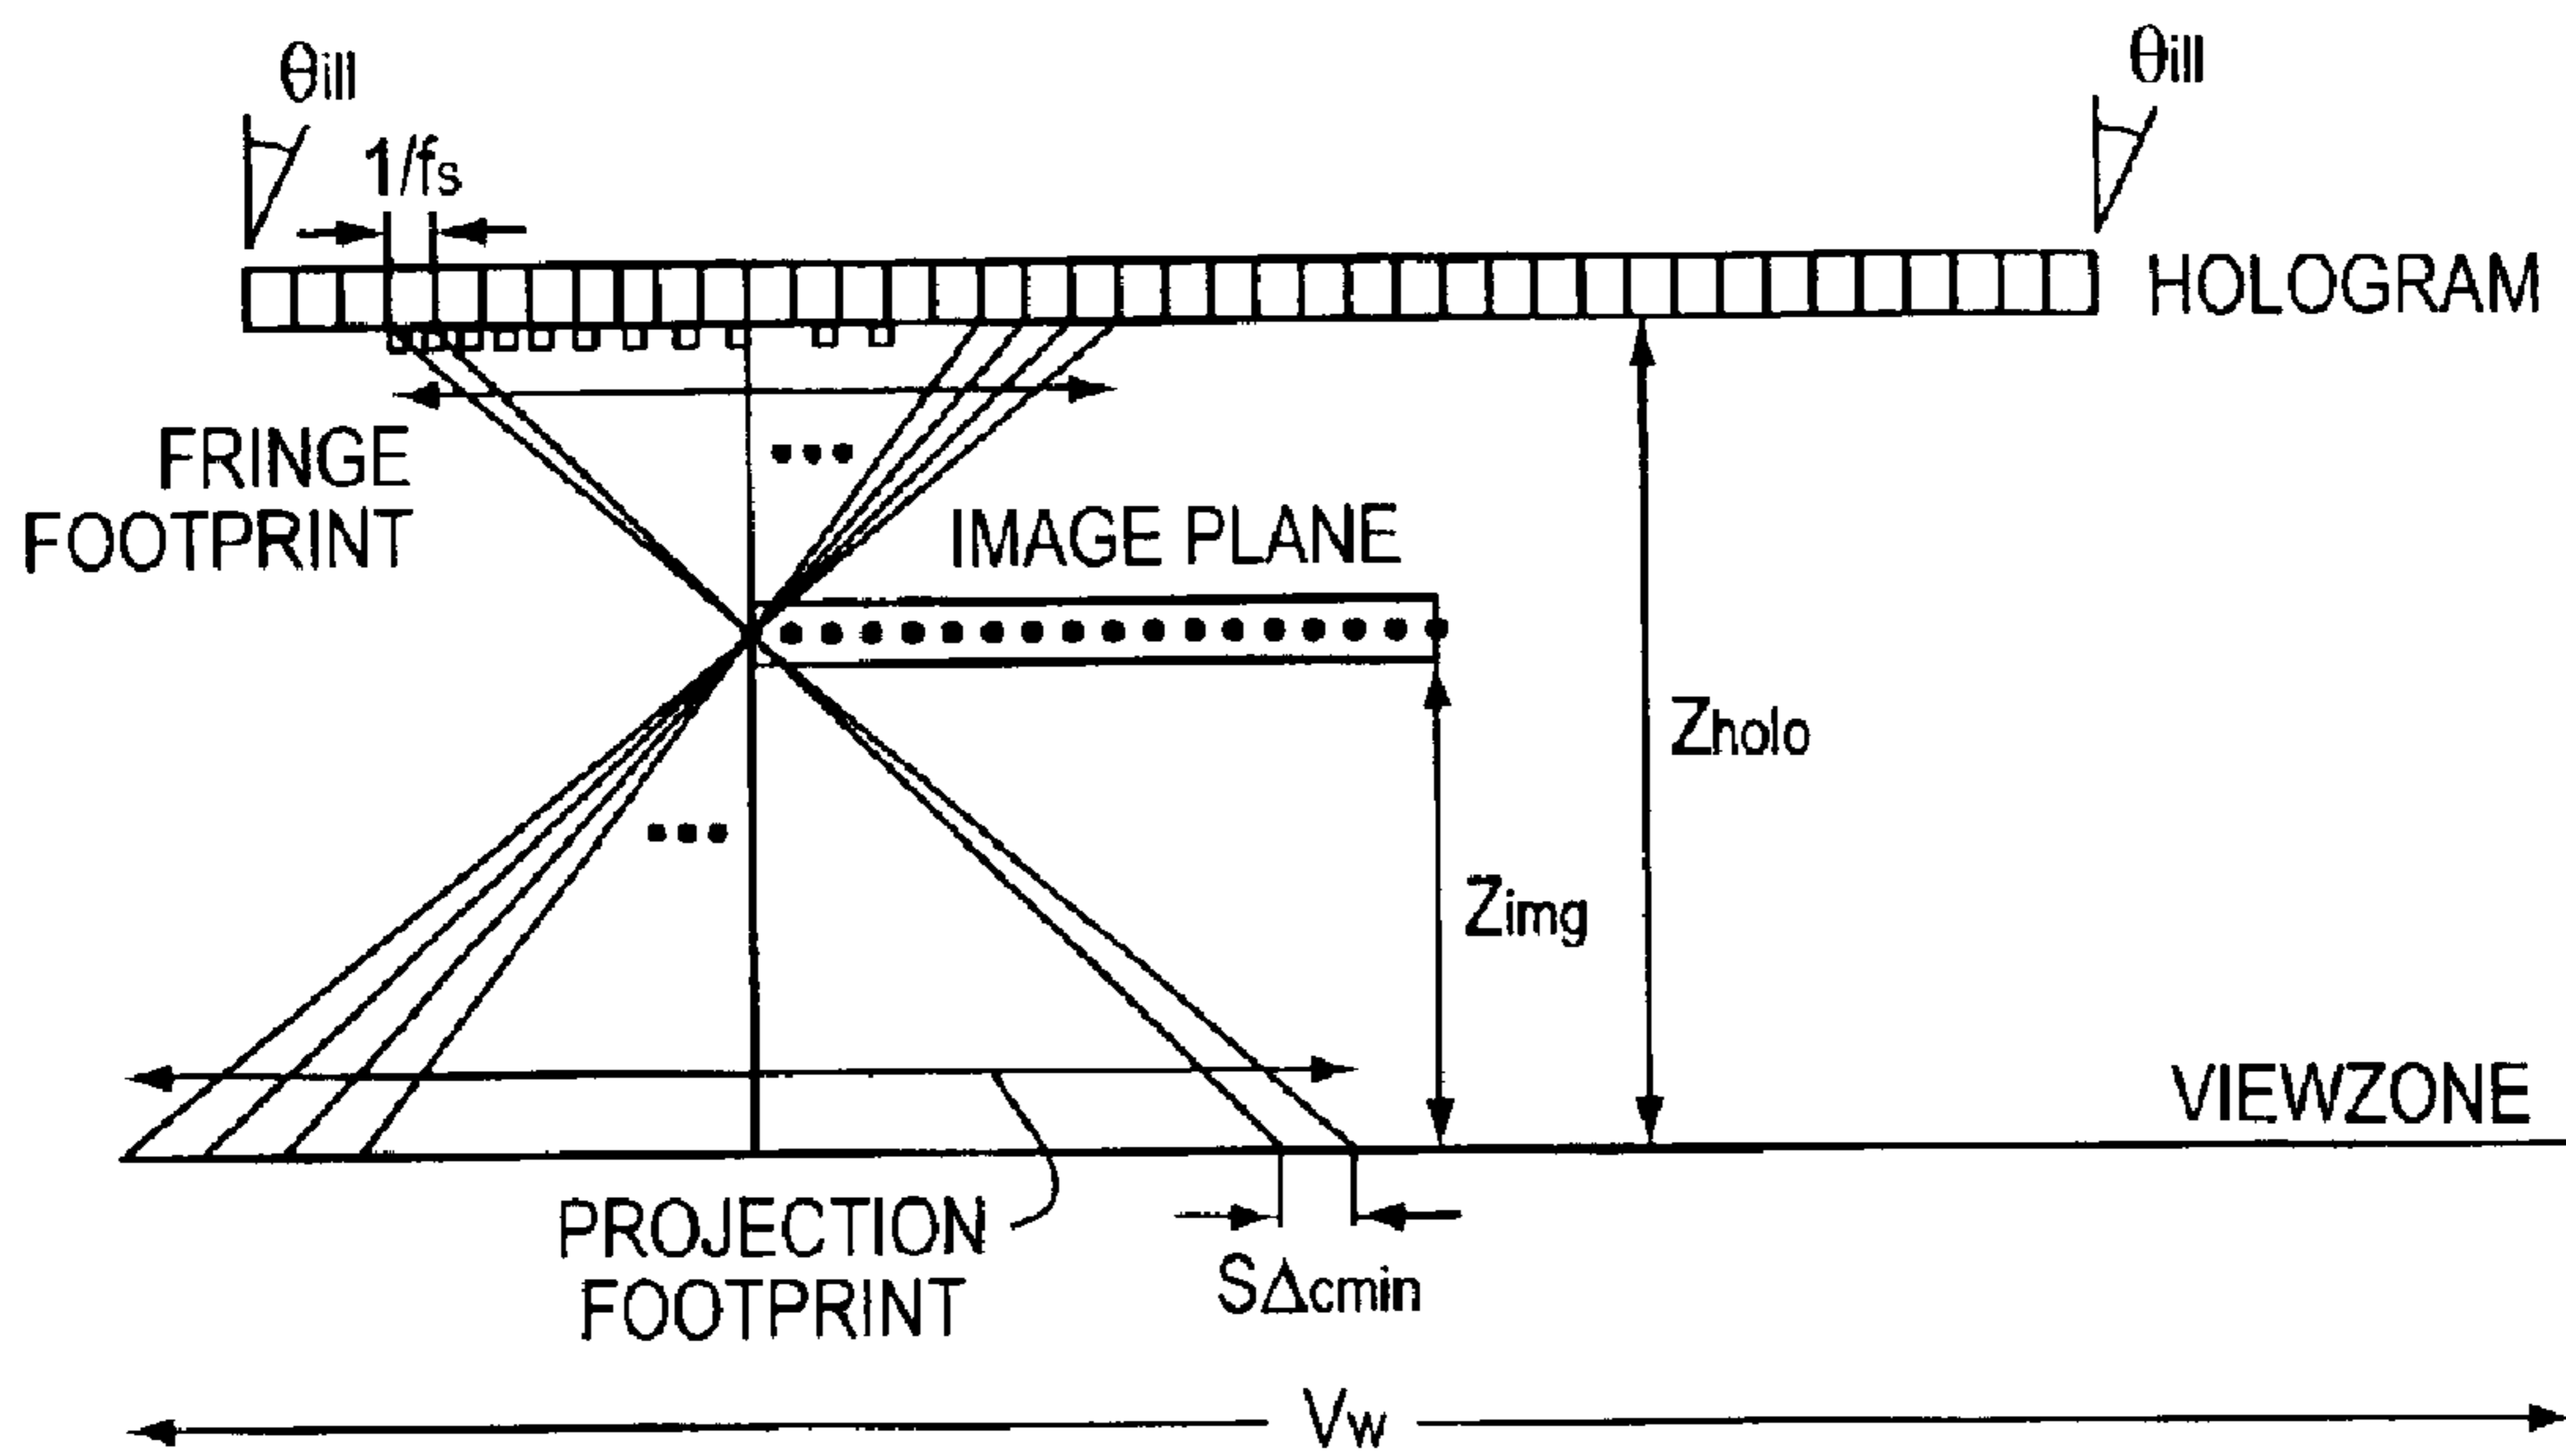 θill
θill
1/fs
HOLOGRAM
FRINGE
FOOTPRINT
IMAGE PLANE
Zholo
Zimg
VIEWZONE
PROJECTION
FOOTPRINT
SΔcmin
Vw